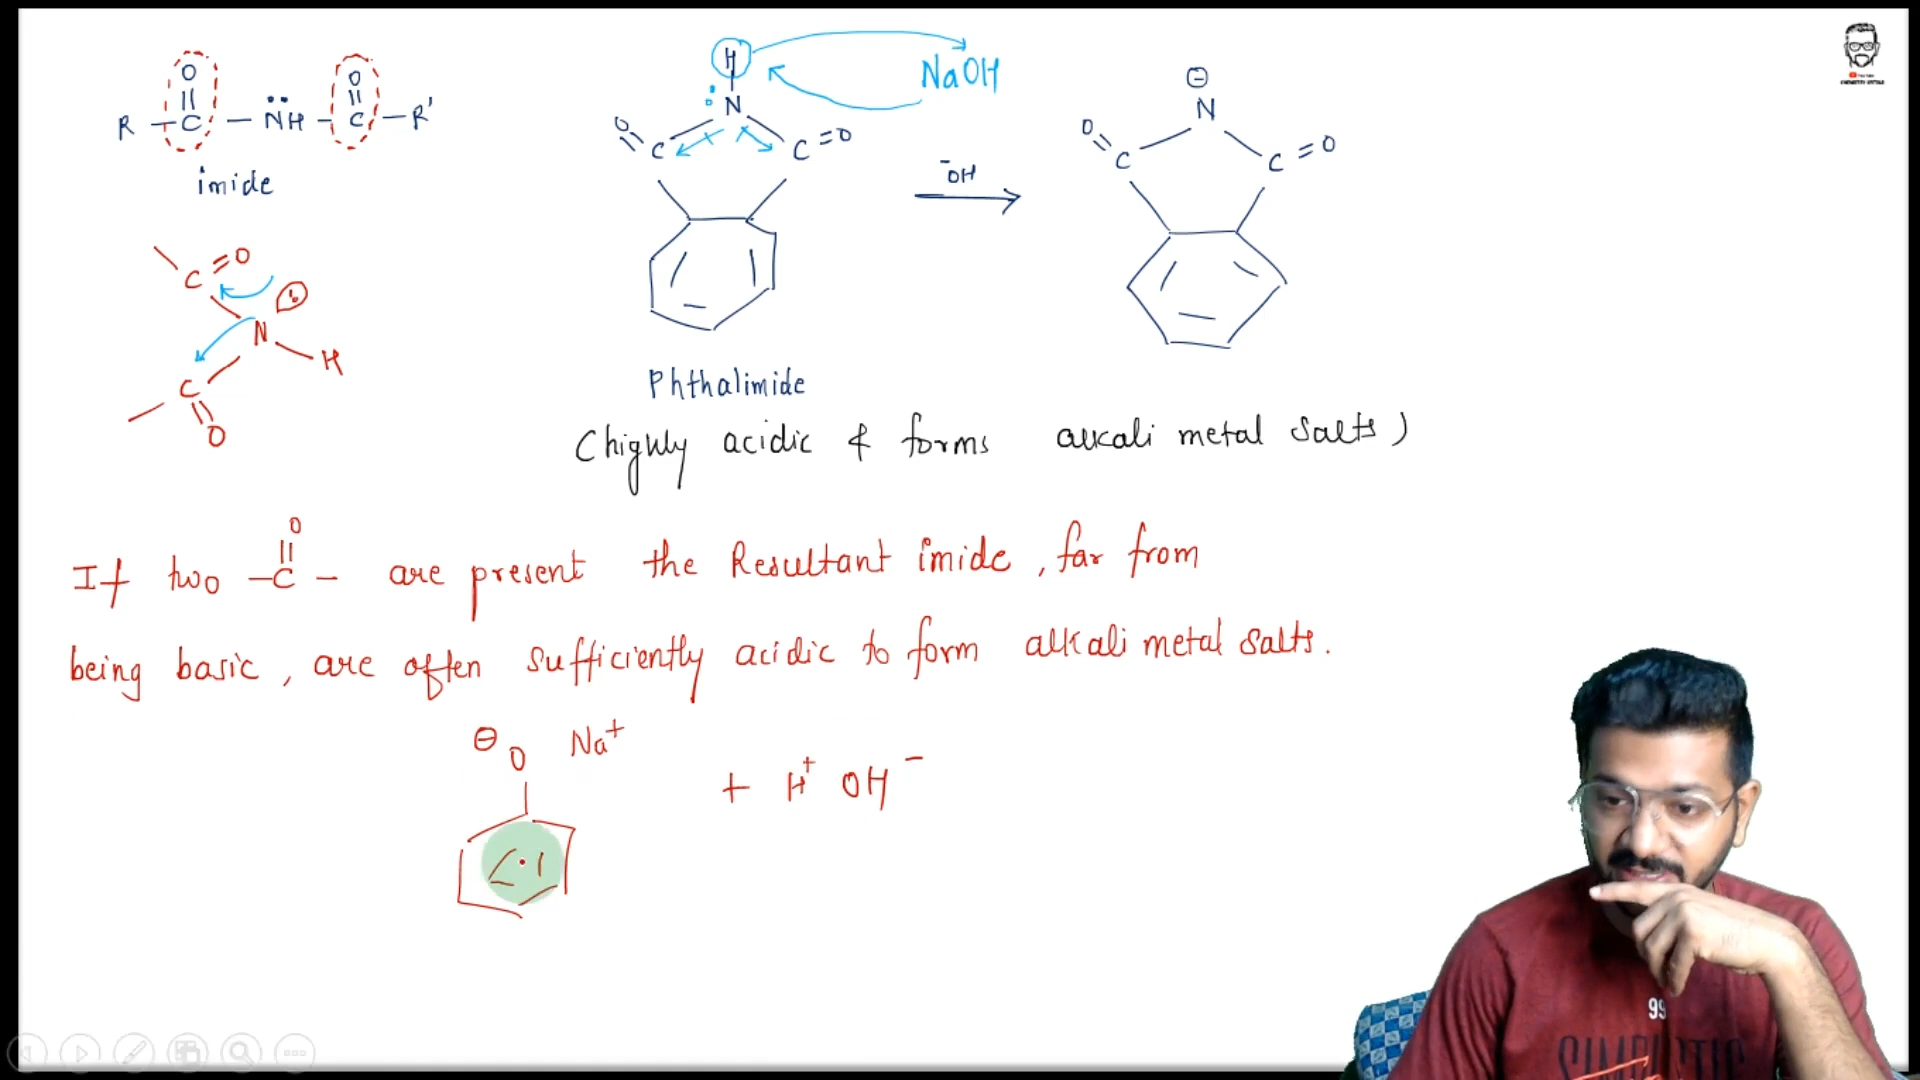 O
||
R - C - N̈H - C - R'
O
||
imide
C = O
N - H
C
O
H
N
O = C
C = O
NaOH
⁻OH
⊖
N
O = C
C = O
Phthalimide
(highly acidic & forms alkali metal salts)
If two -C(=O)- are present the Resultant imide, far from
being basic, are often sufficiently acidic to form alkali metal salts.
⊖ O Na⁺
+ H⁺ OH⁻
99